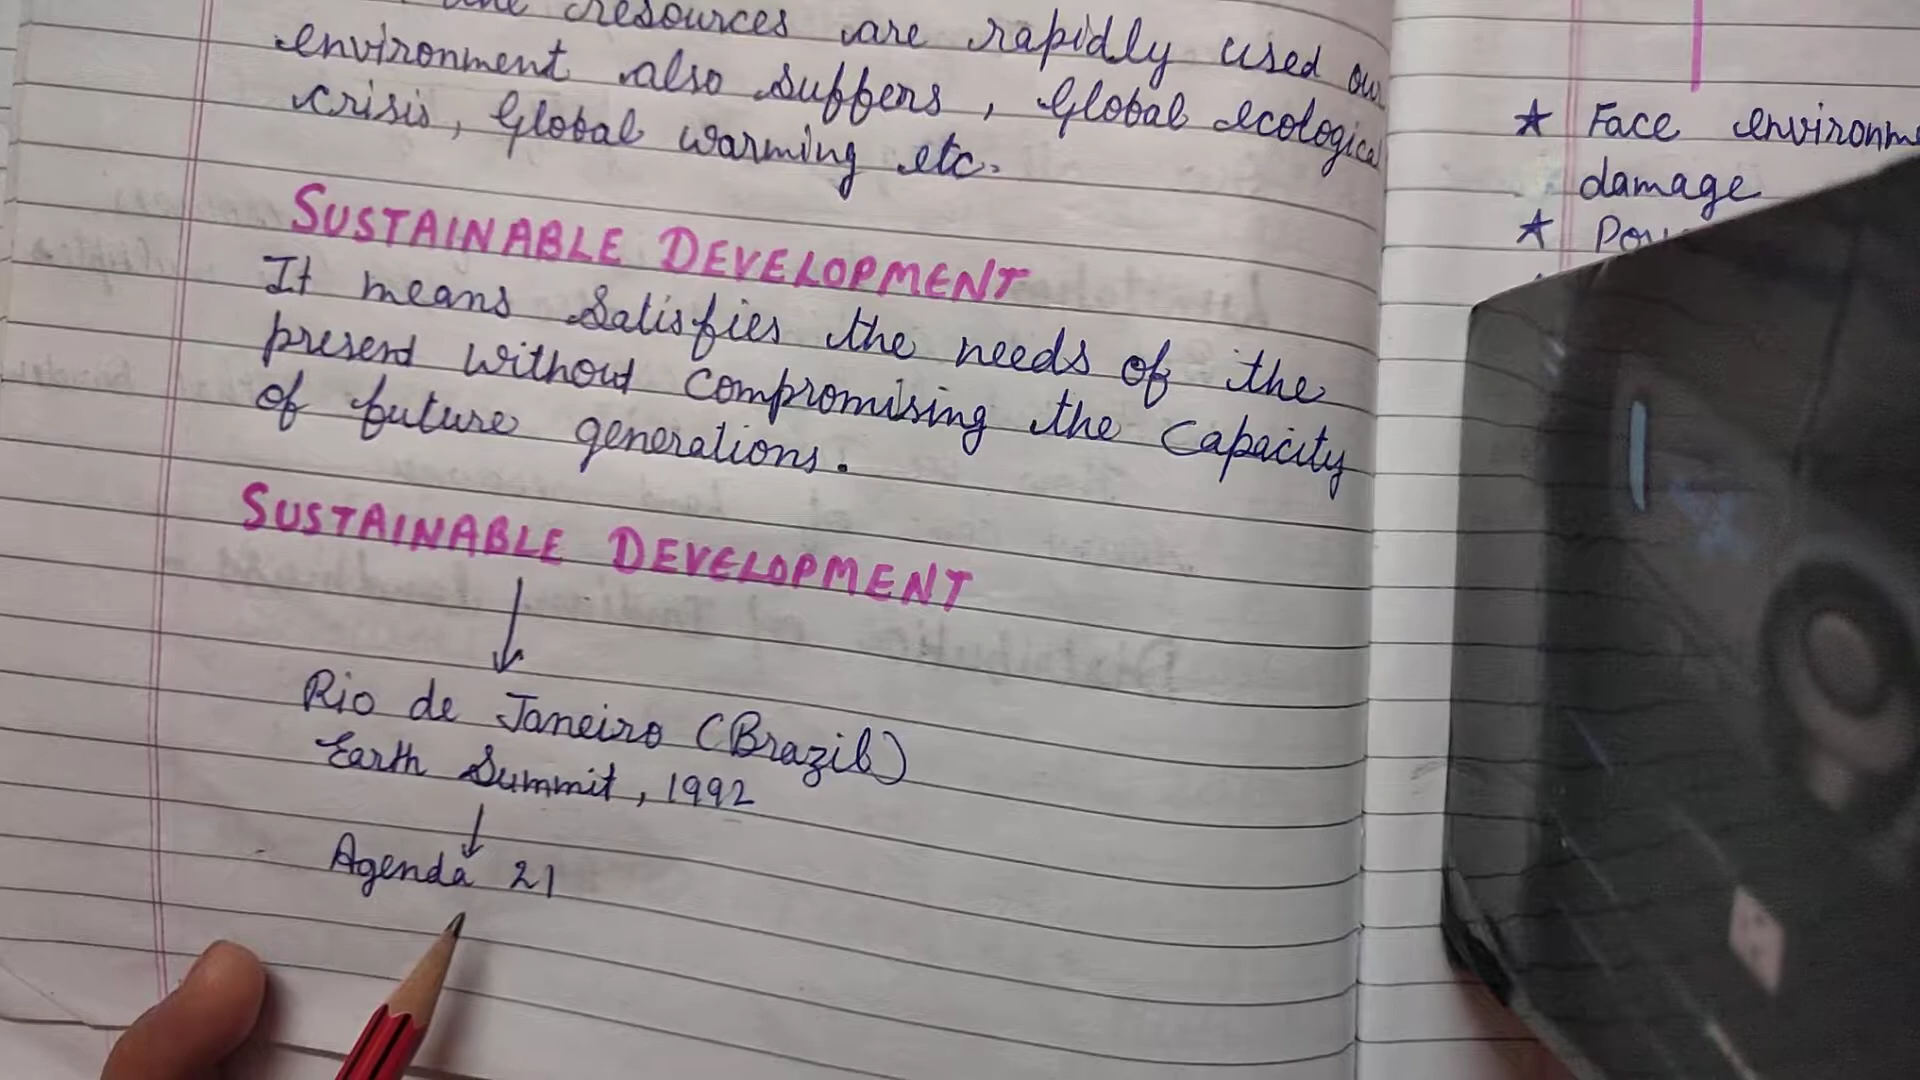 resources are rapidly used our
environment also suffers, Global ecological
crisis, Global warming etc.
SUSTAINABLE DEVELOPMENT
It means Satisfies the needs of the
present without compromising the capacity
of future generations.
SUSTAINABLE DEVELOPMENT
Rio de Janeiro (Brazil)
Earth Summit, 1992
Agenda 21
★ Face environm
damage
★